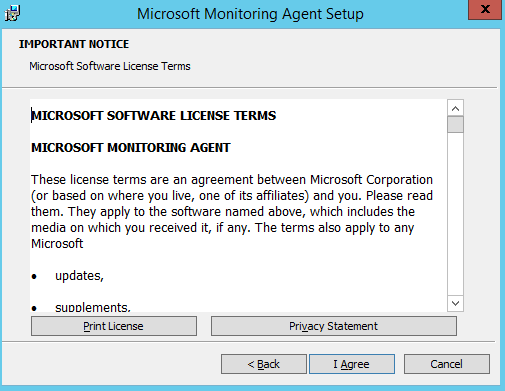 Microsoft Monitoring Agent Setup
x
IMPORTANT NOTICE
Microsoft Software License Terms
MICROSOFT SOFTWARE LICENSE TERMS
MICROSOFT MONITORING AGENT
These license terms are an agreement between Microsoft Corporation
(or based on where you live, one of its affiliates) and you. Please read
them. They apply to the software named above, which includes the
media on which you received it, if any. The terms also apply to any
Microsoft
• updates,
• supplements,
Print License
Privacy Statement
< Back
I Agree
Cancel